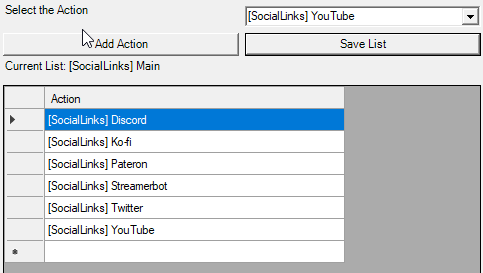 Select the Action
[SocialLinks] YouTube
Add Action
Save List
Current List: [SocialLinks] Main
Action
[SocialLinks] Discord
[SocialLinks] Ko-fi
[SocialLinks] Pateron
[SocialLinks] Streamerbot
[SocialLinks] Twitter
[SocialLinks] YouTube